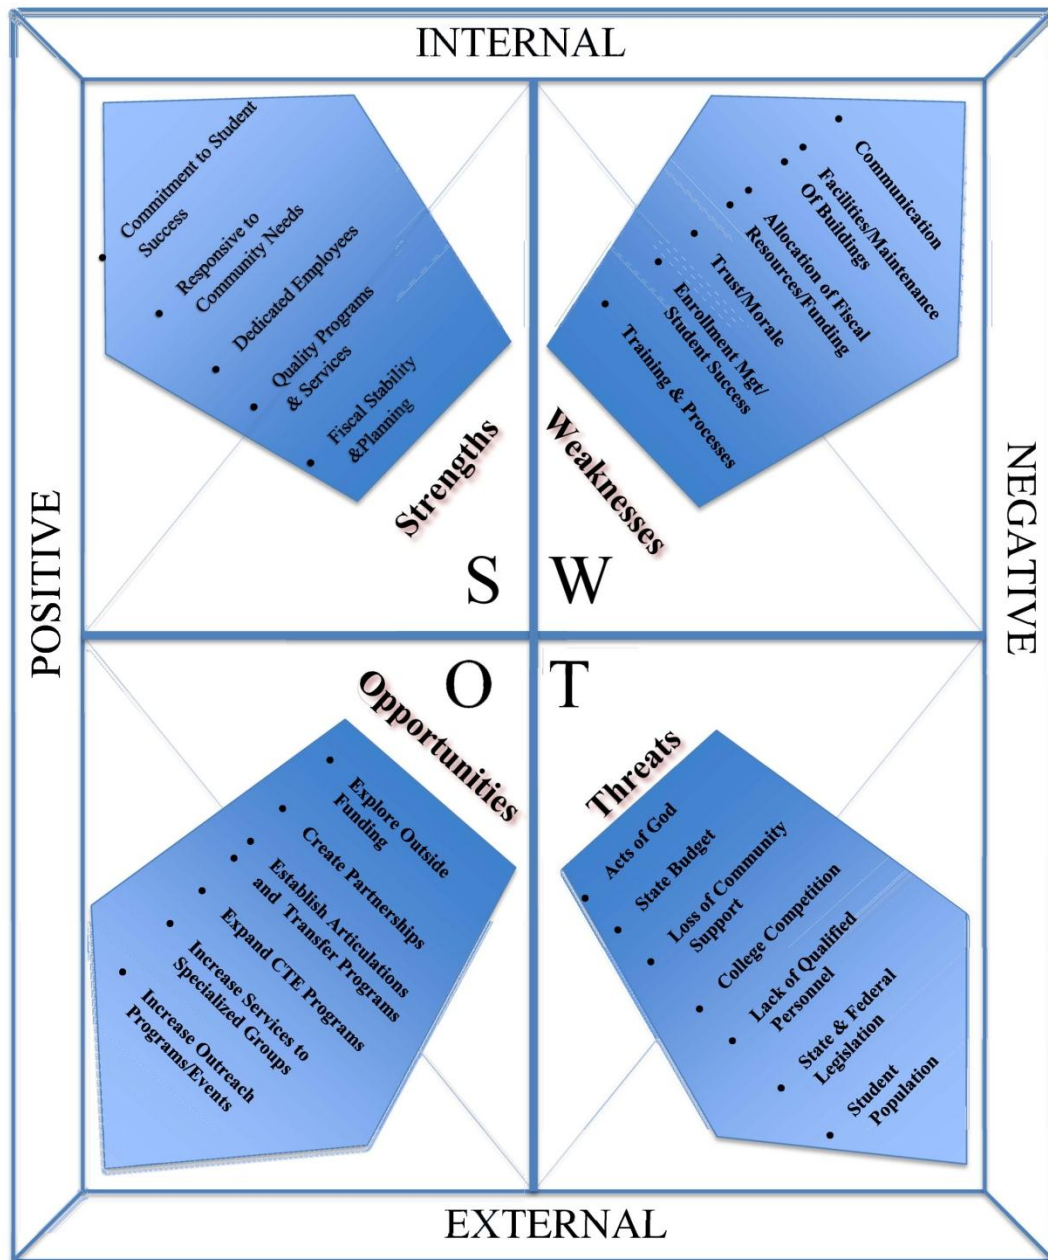 INTERNAL
POSITIVE
NEGATIVE
• Commitment to Student
Success
• Responsive to
Community Needs
• Dedicated Employees
• Quality Programs
& Services
• Fiscal Stability
&Planning
Strengths
S
• Communication
• Facilities/Maintenance
• Of Buildings
• Allocation of Fiscal
• Resources/Funding
• Trust/Morale
• Enrollment Mgt/
Student Success
• Training & Processes
Weaknesses
W
O
Opportunities
• Explore Outside
Funding
• Create Partnerships
• Establish Articulations
• and Transfer Programs
• Expand CTE Programs
• Increase Services to
Specialized Groups
• Increase Outreach
Programs/Events
T
Threats
• Acts of God
• State Budget
• Loss of Community
Support
• College Competition
• Lack of Qualified
Personnel
• State & Federal
Legislation
• Student
Population
EXTERNAL